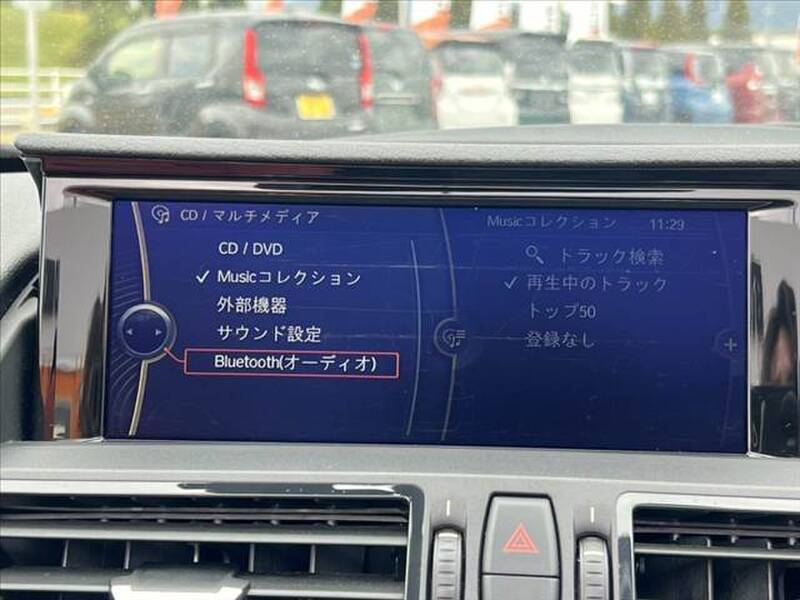 CD / マルチメディア
CD / DVD
✓ Musicコレクション
外部機器
サウンド設定
Bluetooth(オーディオ)
Musicコレクション 11:29
トラック検索
✓ 再生中のトラック
トップ50
登録なし